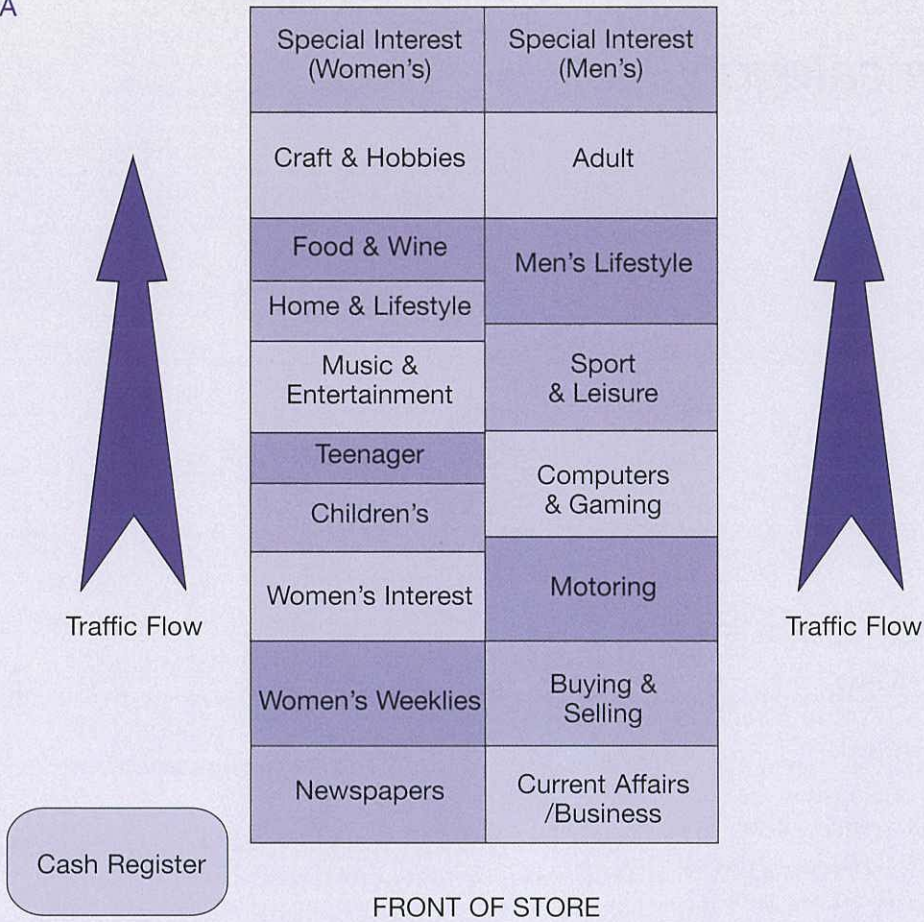 A
Special Interest
(Women's)
Special Interest
(Men's)
Craft & Hobbies
Adult
Food & Wine
Men's Lifestyle
Home & Lifestyle
Music &
Entertainment
Sport
& Leisure
Teenager
Computers
& Gaming
Children's
Women's Interest
Motoring
Traffic Flow
Traffic Flow
Women's Weeklies
Buying &
Selling
Newspapers
Current Affairs
/Business
Cash Register
FRONT OF STORE